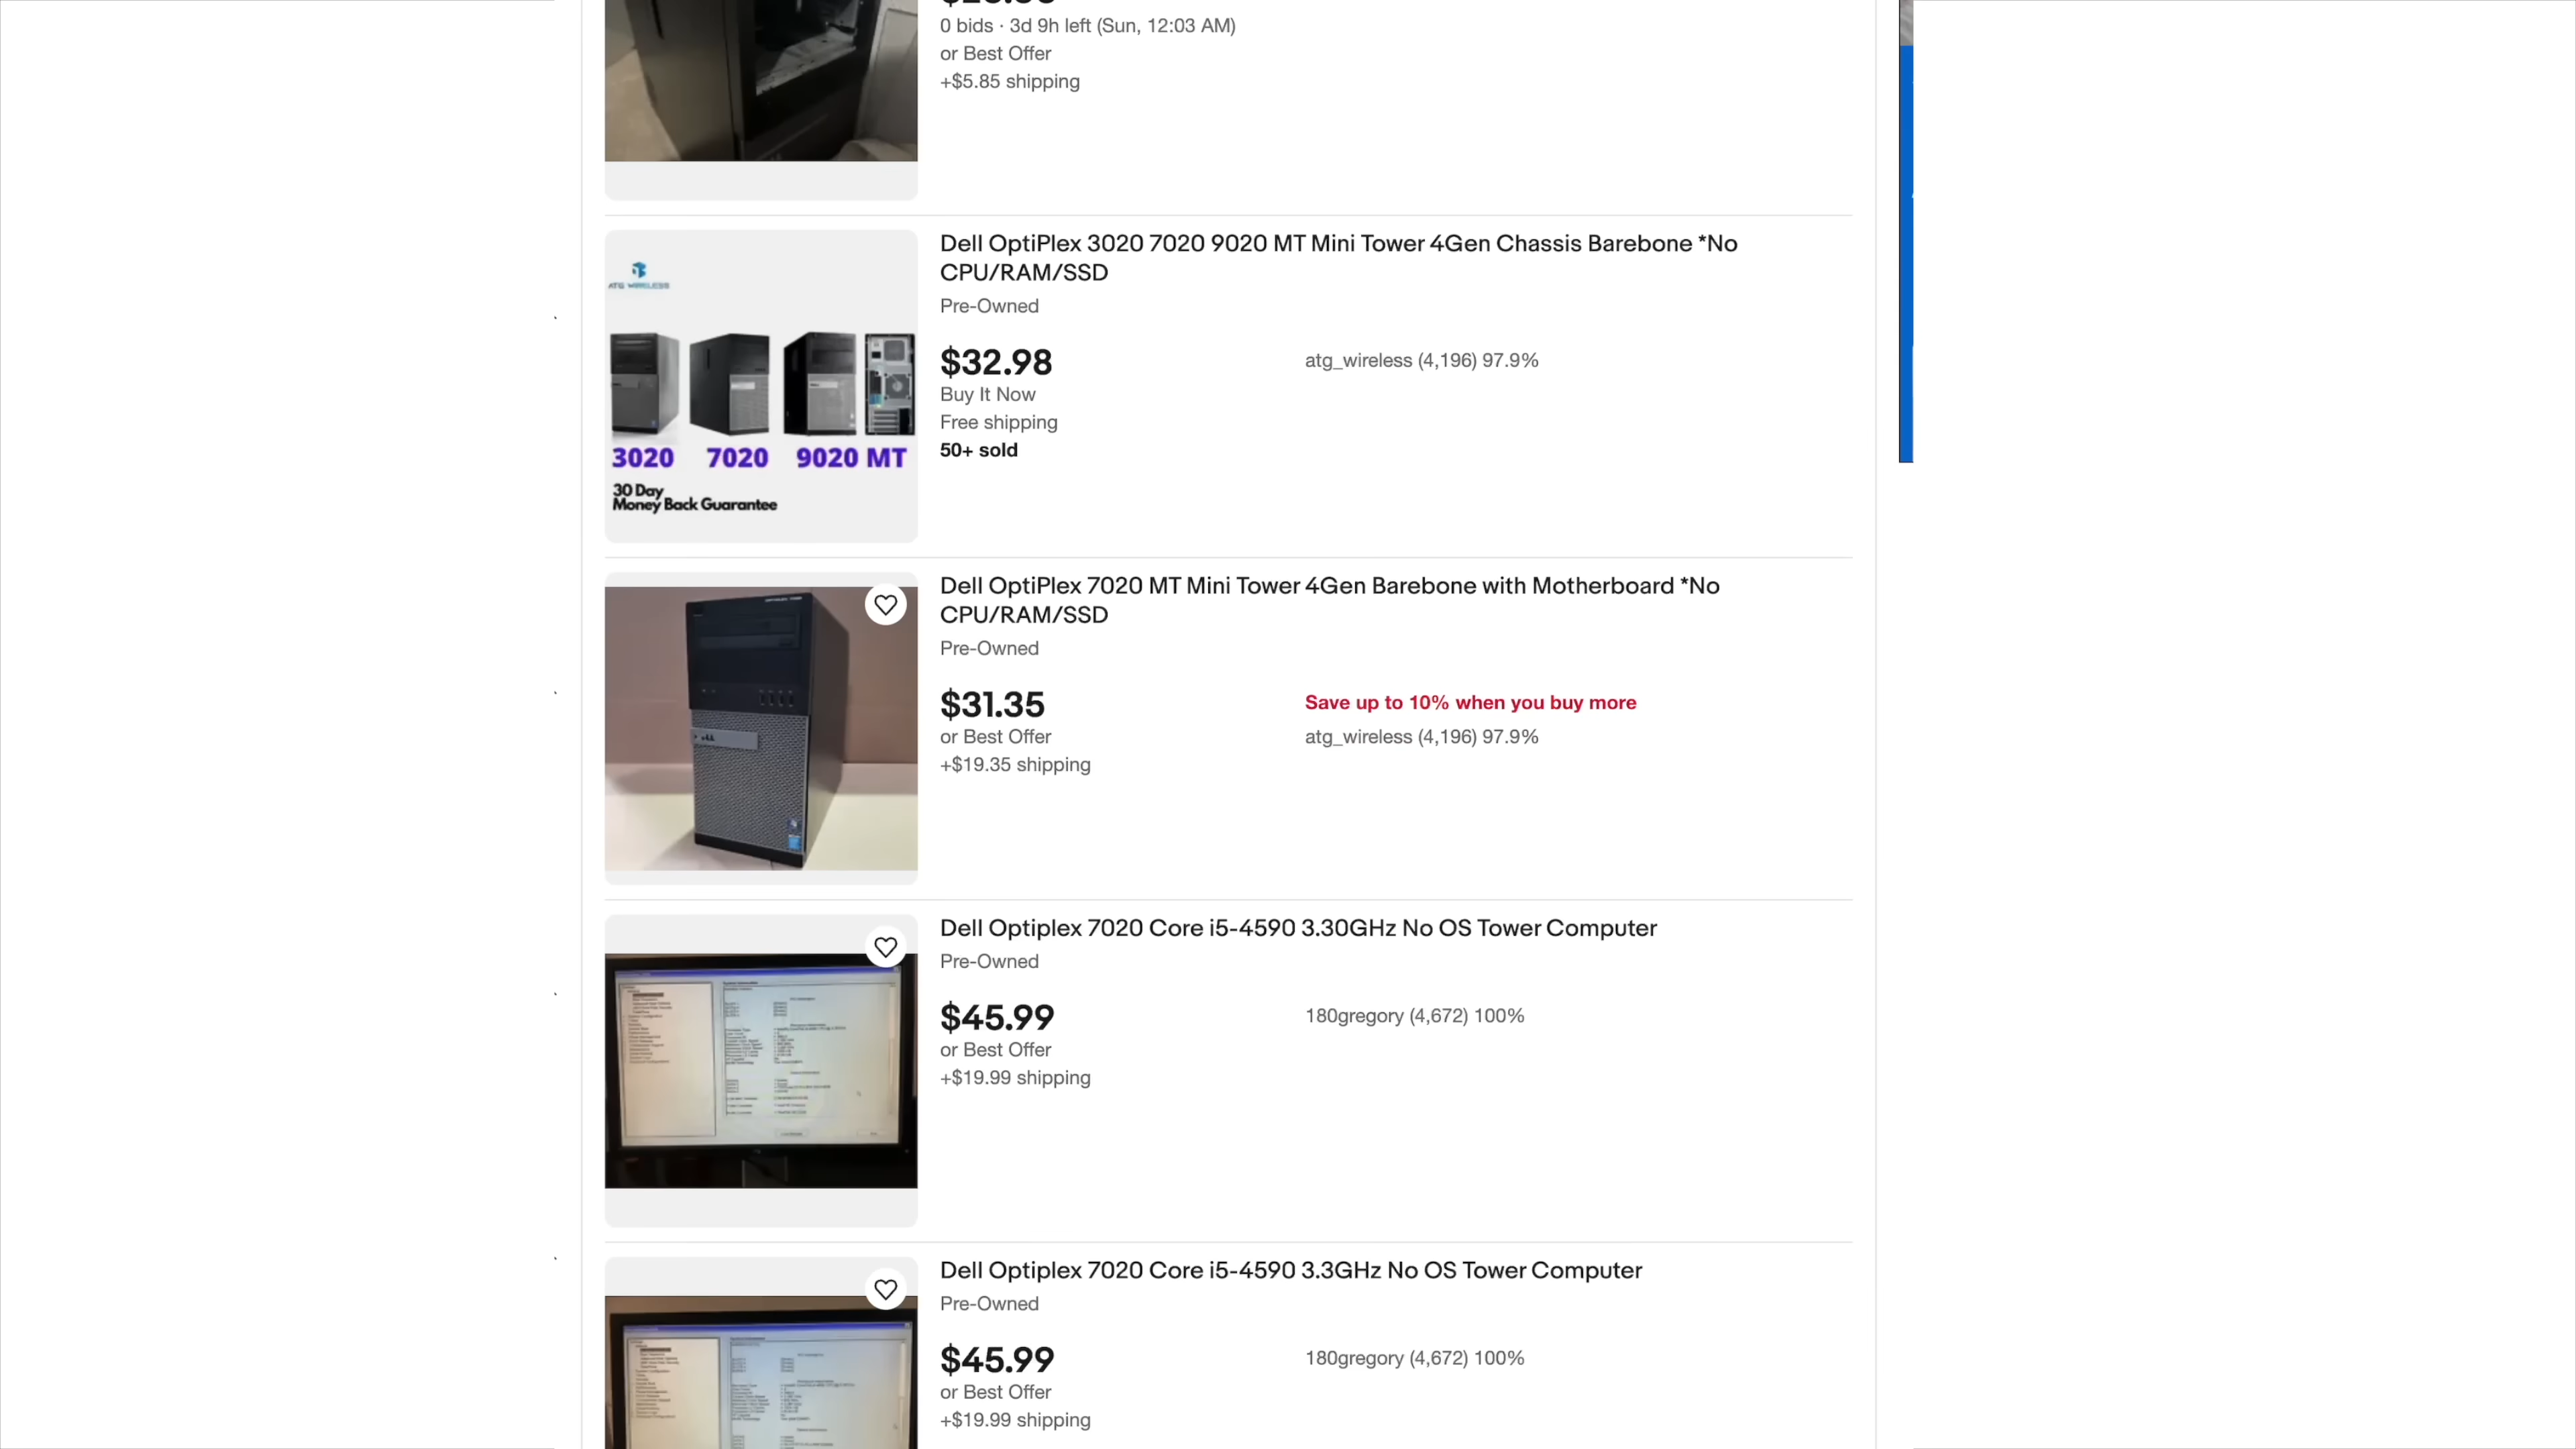 0 bids · 3d 9h left (Sun, 12:03 AM)
or Best Offer
+$5.85 shipping
ATG WIRELESS
3020 7020 9020 MT
30 Day
Money Back Guarantee
Dell OptiPlex 3020 7020 9020 MT Mini Tower 4Gen Chassis Barebone *No
CPU/RAM/SSD
Pre-Owned
$32.98
atg_wireless (4,196) 97.9%
Buy It Now
Free shipping
50+ sold
Dell OptiPlex 7020 MT Mini Tower 4Gen Barebone with Motherboard *No
CPU/RAM/SSD
Pre-Owned
$31.35
Save up to 10% when you buy more
or Best Offer
atg_wireless (4,196) 97.9%
+$19.35 shipping
Dell Optiplex 7020 Core i5-4590 3.30GHz No OS Tower Computer
Pre-Owned
$45.99
180gregory (4,672) 100%
or Best Offer
+$19.99 shipping
Dell Optiplex 7020 Core i5-4590 3.3GHz No OS Tower Computer
Pre-Owned
$45.99
180gregory (4,672) 100%
or Best Offer
+$19.99 shipping